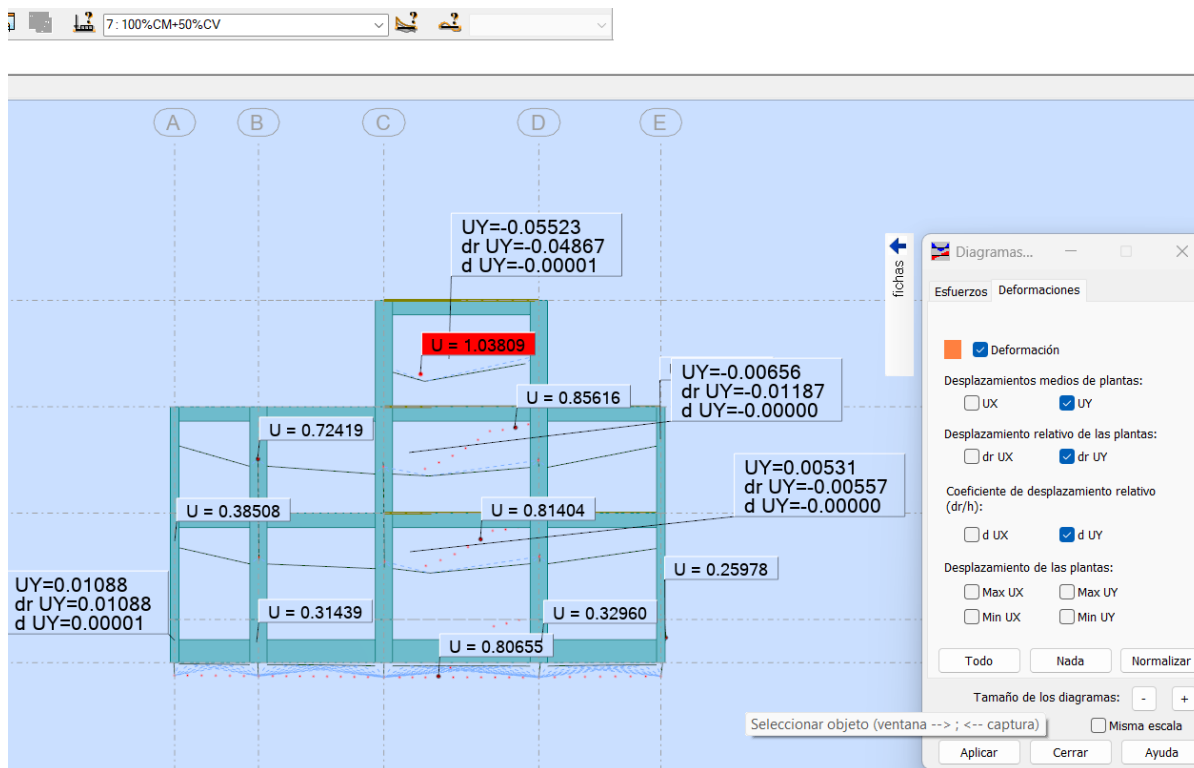 7 : 100%CM+50%CV
A
B
C
D
E
UY=-0.05523
dr UY=-0.04867
d UY=-0.00001
U = 1.03809
UY=-0.00656
dr UY=-0.01187
d UY=-0.00000
U = 0.85616
U = 0.72419
UY=0.00531
dr UY=-0.00557
d UY=-0.00000
U = 0.38508
U = 0.81404
U = 0.25978
UY=0.01088
dr UY=0.01088
d UY=0.00001
U = 0.31439
U = 0.32960
U = 0.80655
fichas
Diagramas...
Esfuerzos
Deformaciones
Deformación
Desplazamientos medios de plantas:
UX
UY
Desplazamiento relativo de las plantas:
dr UX
dr UY
Coeficiente de desplazamiento relativo
(dr/h):
d UX
d UY
Desplazamiento de las plantas:
Max UX
Max UY
Min UX
Min UY
Todo
Nada
Normalizar
Tamaño de los diagramas:
-
+
Seleccionar objeto (ventana --> ; <-- captura)
Misma escala
Aplicar
Cerrar
Ayuda